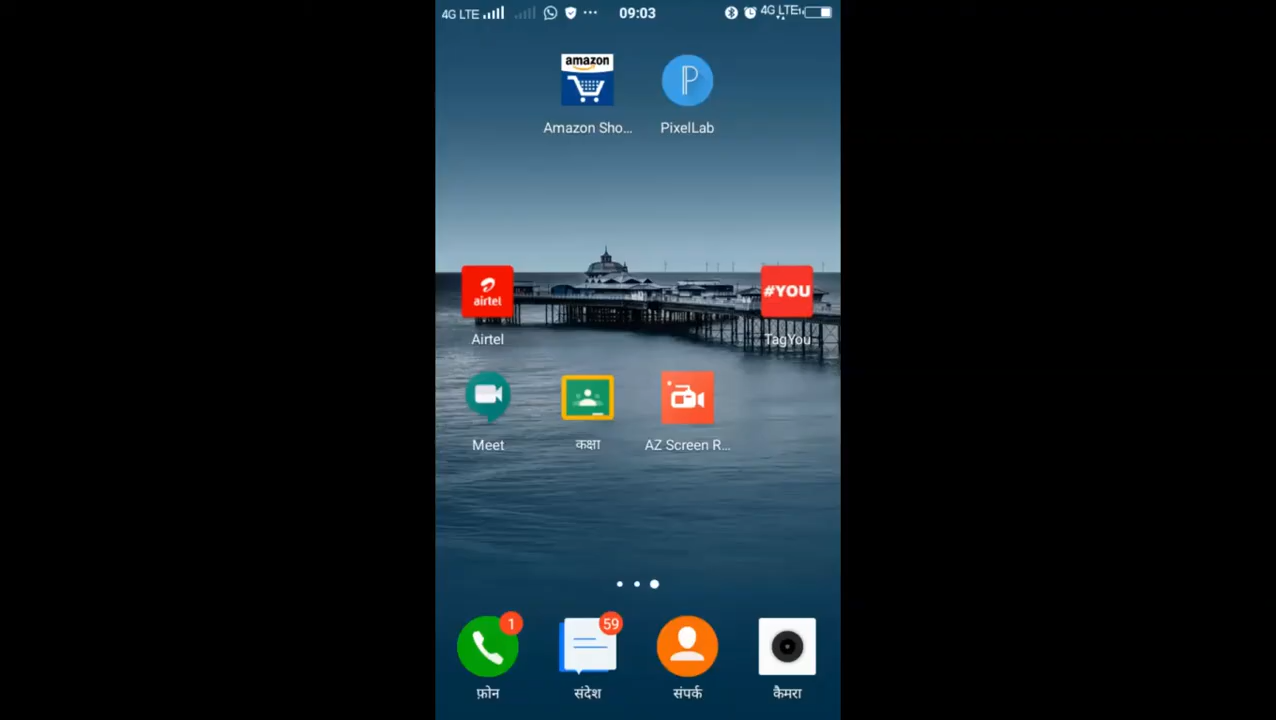 4G LTE 09:03 4G LTE
amazon
P
Amazon Sho... PixelLab
airtel #YOU
Airtel TagYou
Meet कक्षा AZ Screen R...
1 59
फ़ोन संदेश संपर्क कैमरा